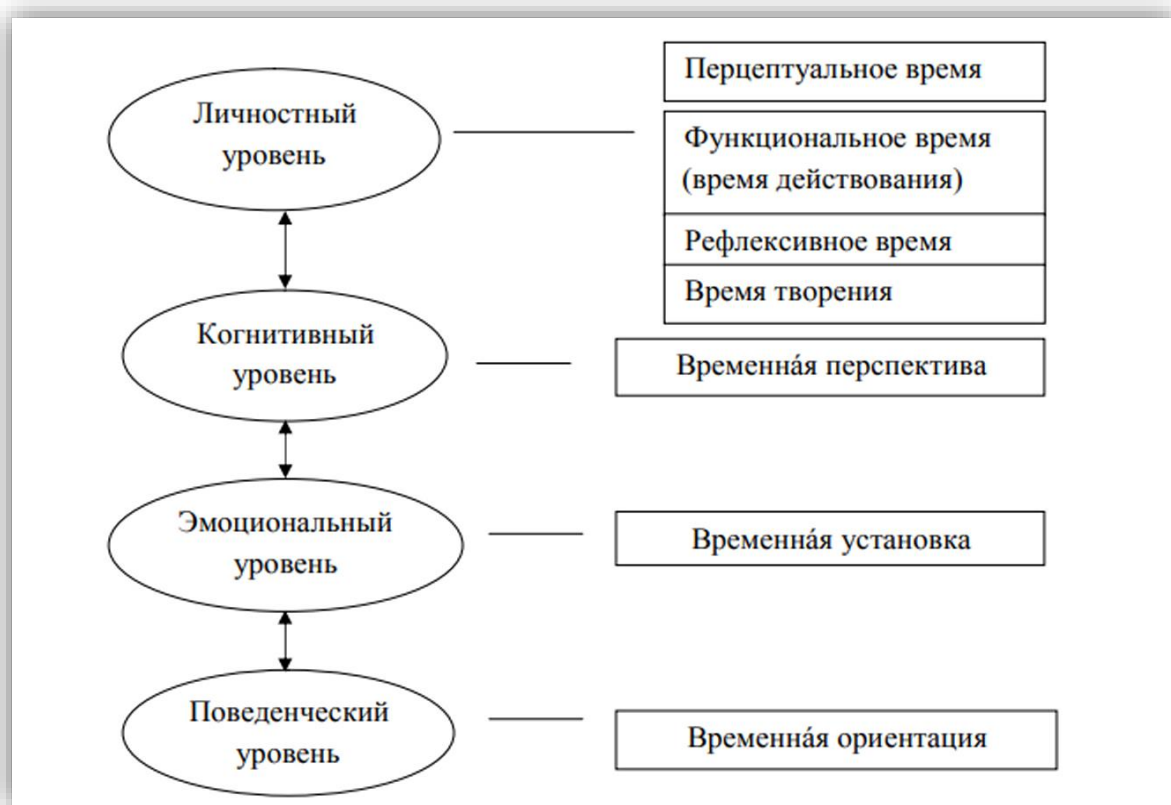 Личностный
уровень
Перцептуальное время
Функциональное время
(время действования)
Рефлексивное время
Время творения
Когнитивный
уровень
Временнáя перспектива
Эмоциональный
уровень
Временнáя установка
Поведенческий
уровень
Временнáя ориентация